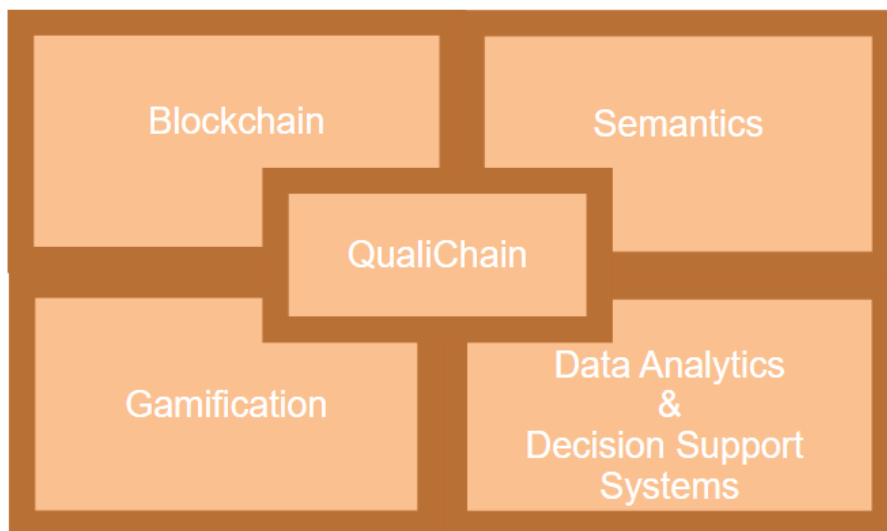 Blockchain
Semantics
QualiChain
Gamification
Data Analytics
&
Decision Support
Systems